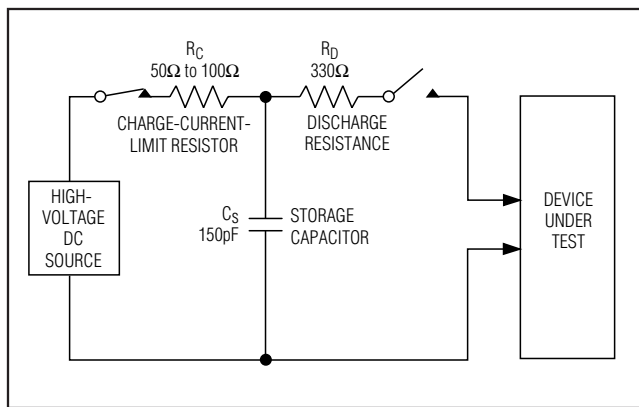 R_C
50Ω to 100Ω
CHARGE-CURRENT-
LIMIT RESISTOR
R_D
330Ω
DISCHARGE
RESISTANCE
HIGH-
VOLTAGE
DC
SOURCE
C_S
150pF
STORAGE
CAPACITOR
DEVICE
UNDER
TEST